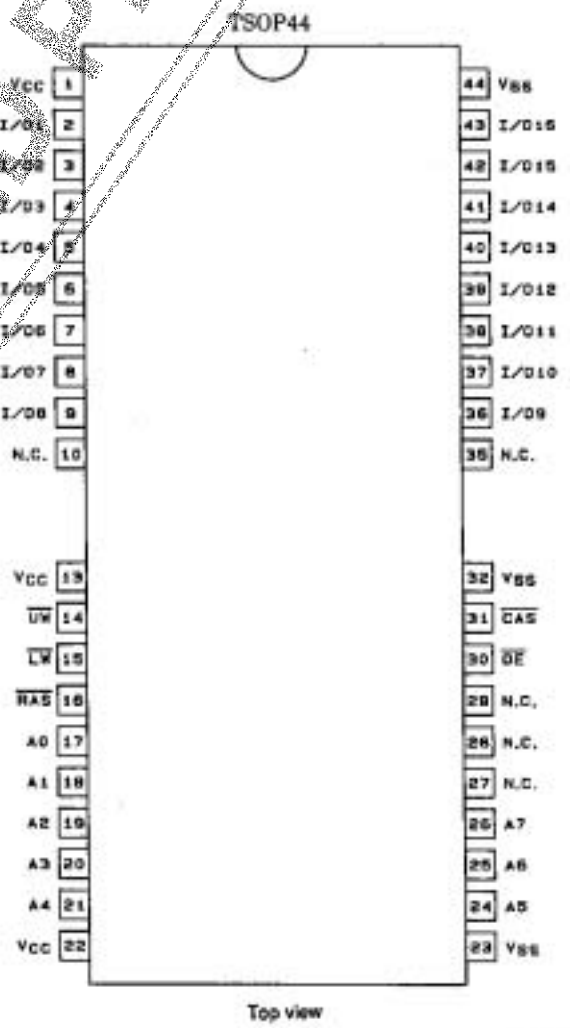 TSOP44
VCC 1 44 VSS
I/O1 2 43 I/O16
I/O2 3 42 I/O15
I/O3 4 41 I/O14
I/O4 5 40 I/O13
I/O5 6 39 I/O12
I/O6 7 38 I/O11
I/O7 8 37 I/O10
I/O8 9 36 I/O9
N.C. 10 35 N.C.
VCC 13 32 VSS
UW 14 31 CAS
LW 15 30 OE
RAS 16 29 N.C.
A0 17 28 N.C.
A1 18 27 N.C.
A2 19 26 A7
A3 20 25 A6
A4 21 24 A5
VCC 22 23 VSS
Top view